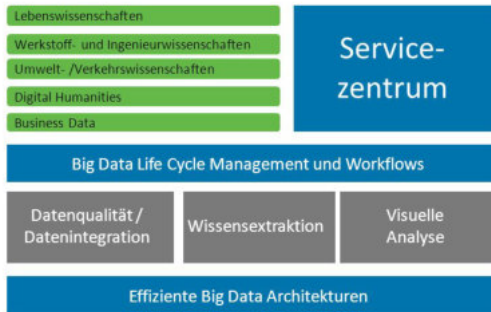 Lebenswissenschaften
Werkstoff- und Ingenieurwissenschaften
Umwelt- /Verkehrswissenschaften
Digital Humanities
Business Data
Service-
zentrum
Big Data Life Cycle Management und Workflows
Datenqualität /
Datenintegration
Wissensextraktion
Visuelle
Analyse
Effiziente Big Data Architekturen